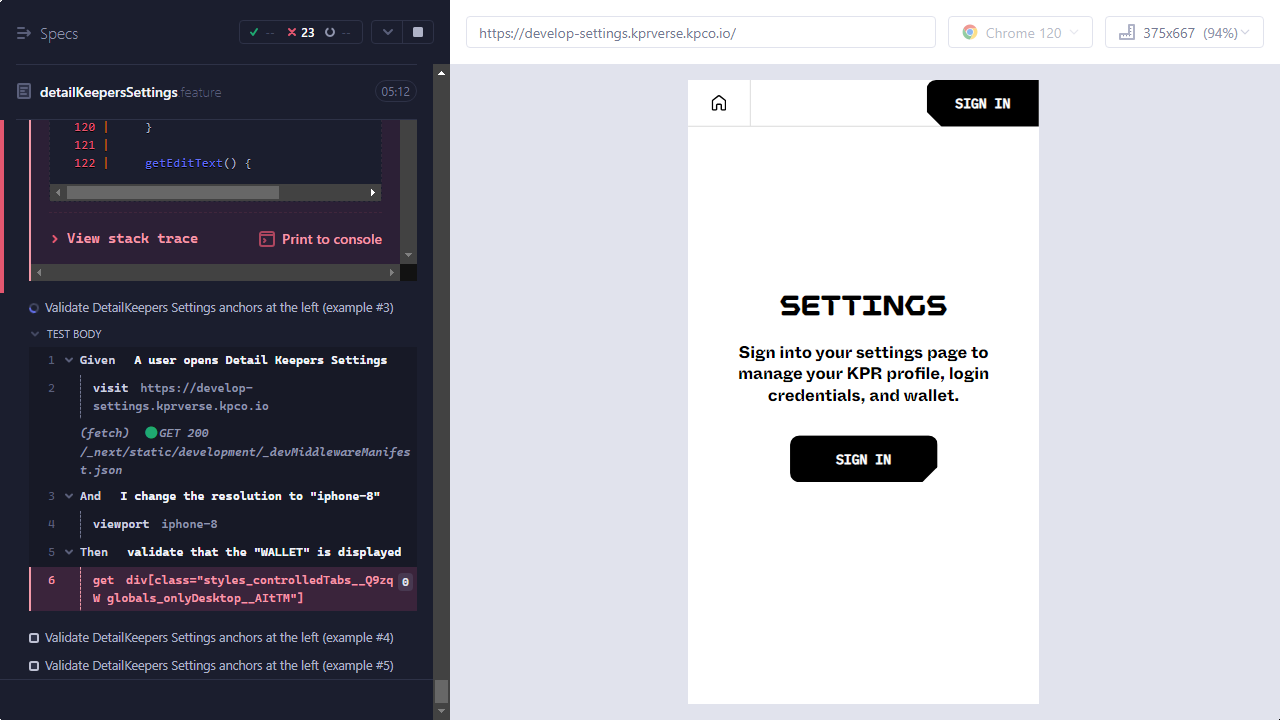 Specs
-- 23 --
detailKeepersSettings feature
05:12
120 | }
121 |
122 | getEditText() {
View stack trace
Print to console
Validate DetailKeepers Settings anchors at the left (example #3)
TEST BODY
1 Given A user opens Detail Keepers Settings
2 visit https://develop-
settings.kprverse.kpco.io
(fetch) GET 200
/_next/static/development/_devMiddlewareManifes
t.json
3 And I change the resolution to "iphone-8"
4 viewport iphone-8
5 Then validate that the "WALLET" is displayed
6 get div[class="styles_controlledTabs__Q9zq
W globals_onlyDesktop__AItTM"]
0
Validate DetailKeepers Settings anchors at the left (example #4)
Validate DetailKeepers Settings anchors at the left (example #5)
https://develop-settings.kprverse.kpco.io/
Chrome 120
375x667 (94%)
SIGN IN
SETTINGS
Sign into your settings page to
manage your KPR profile, login
credentials, and wallet.
SIGN IN